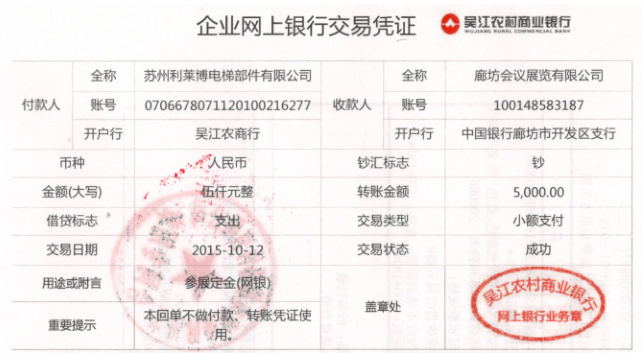 企业网上银行交易凭证
吴江农村商业银行
WUJIANG RURAL COMMERCIAL BANK
付款人 全称 苏州利莱博电梯部件有限公司 收款人 全称 廊坊会议展览有限公司
账号 0706678071120100216277 账号 100148583187
开户行 吴江农商行 开户行 中国银行廊坊市开发区支行
币种 人民币 钞汇标志 钞
金额(大写) 伍仟元整 转账金额 5,000.00
借贷标志 支出 交易类型 小额支付
交易日期 2015-10-12 交易状态 成功
用途或附言 参展定金(网银) 盖章处
重要提示 本回单不做付款、转账凭证使
用。
吴江农村商业银行
网上银行业务章